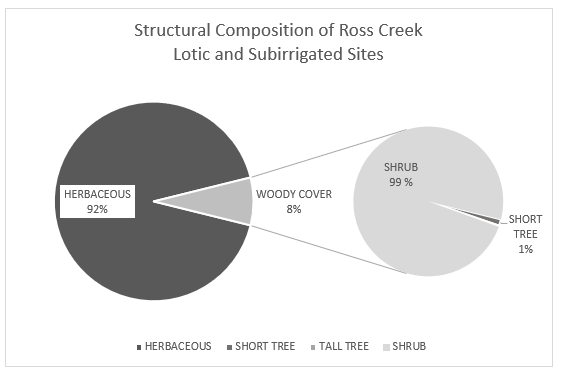 Structural Composition of Ross Creek
Lotic and Subirrigated Sites
HERBACEOUS
92%
WOODY COVER
8%
SHRUB
99 %
SHORT
TREE
1%
HERBACEOUS SHORT TREE TALL TREE SHRUB